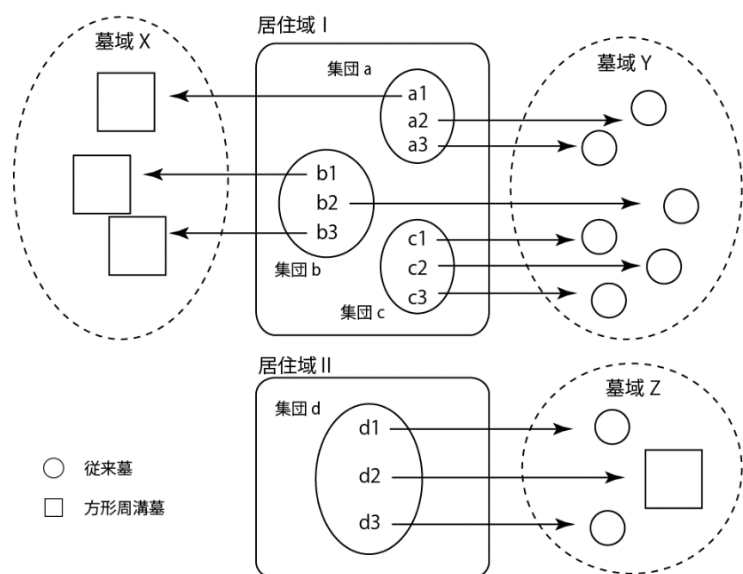 居住域 I
墓域 X
集団 a
墓域 Y
a1
a2
a3
b1
b2
b3
集団 b
c1
c2
c3
集団 c
居住域 II
集団 d
墓域 Z
d1
d2
d3
従来墓
方形周溝墓